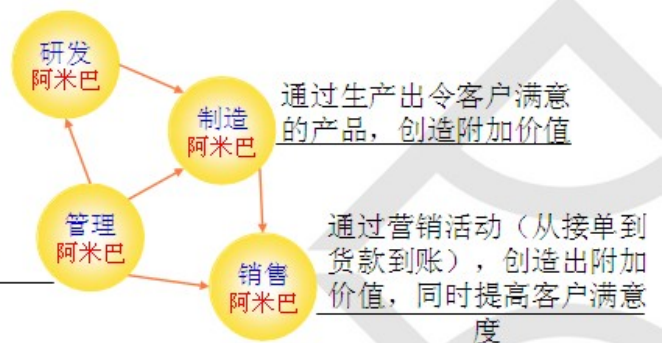 研发
阿米巴
制造
阿米巴
通过生产出令客户满意
的产品，创造附加价值
管理
阿米巴
销售
阿米巴
通过营销活动（从接单到
货款到账），创造出附加
价值，同时提高客户满意
度